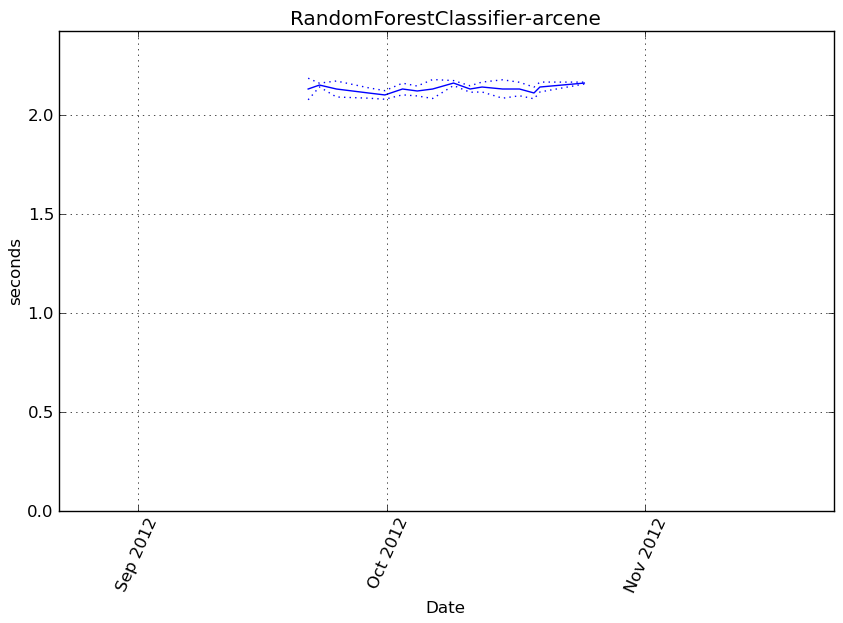 RandomForestClassifier-arcene
2.0
1.5
1.0
0.5
0.0
seconds
Sep 2012
Oct 2012
Nov 2012
Date